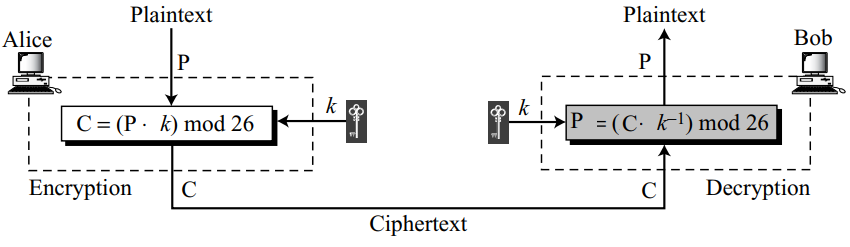 Plaintext
Plaintext
Alice
Bob
P
P
k
k
C = (P · k) mod 26
P = (C · k⁻¹) mod 26
Encryption
C
C
Decryption
Ciphertext